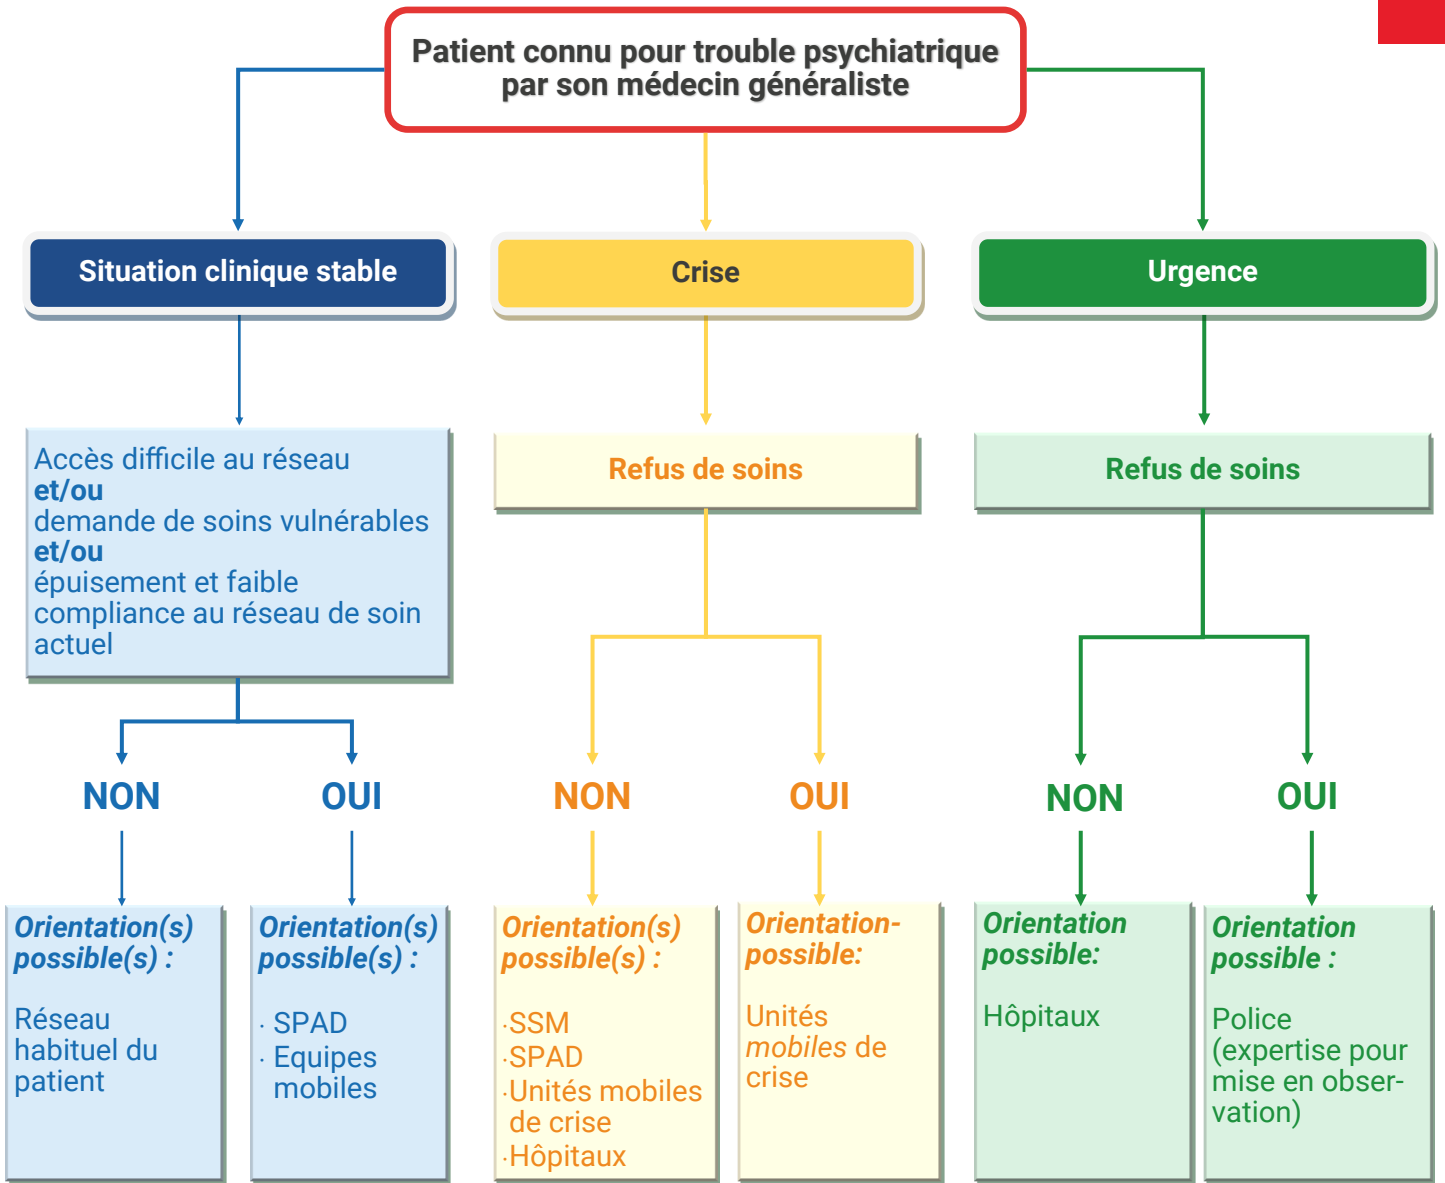 Patient connu pour trouble psychiatrique
par son médecin généraliste
Situation clinique stable
Crise
Urgence
Accès difficile au réseau
et/ou
demande de soins vulnérables
et/ou
épuisement et faible
compliance au réseau de soin
actuel
Refus de soins
Refus de soins
NON
OUI
NON
OUI
NON
OUI
Orientation(s)
possible(s) :
Réseau
habituel du
patient
Orientation(s)
possible(s) :
· SPAD
· Equipes
mobiles
Orientation(s)
possible(s) :
·SSM
·SPAD
·Unités mobiles
de crise
·Hôpitaux
Orientation-
possible:
Unités
mobiles de
crise
Orientation
possible:
Hôpitaux
Orientation
possible :
Police
(expertise pour
mise en obser-
vation)